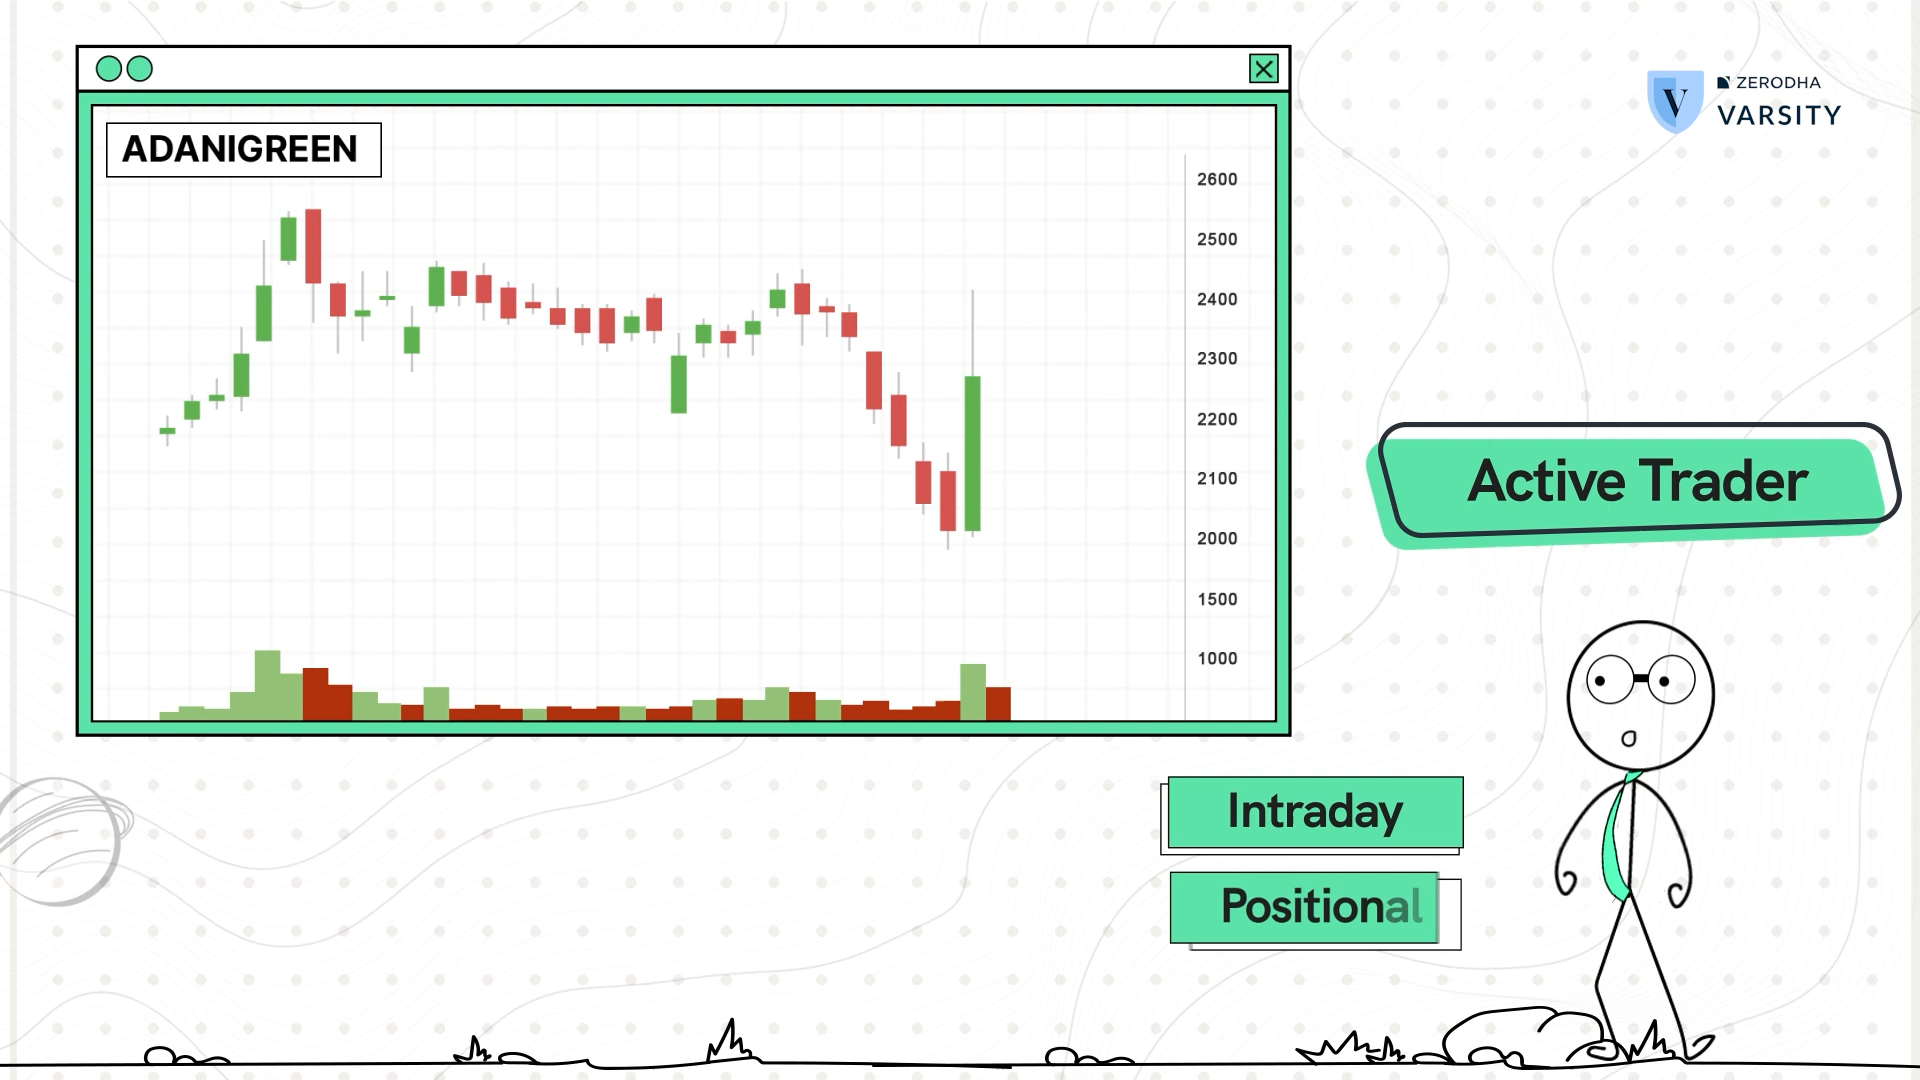 ADANIGREEN
2600
2500
2400
2300
2200
2100
2000
1500
1000
V
ZERODHA
VARSITY
Active Trader
Intraday
Positional